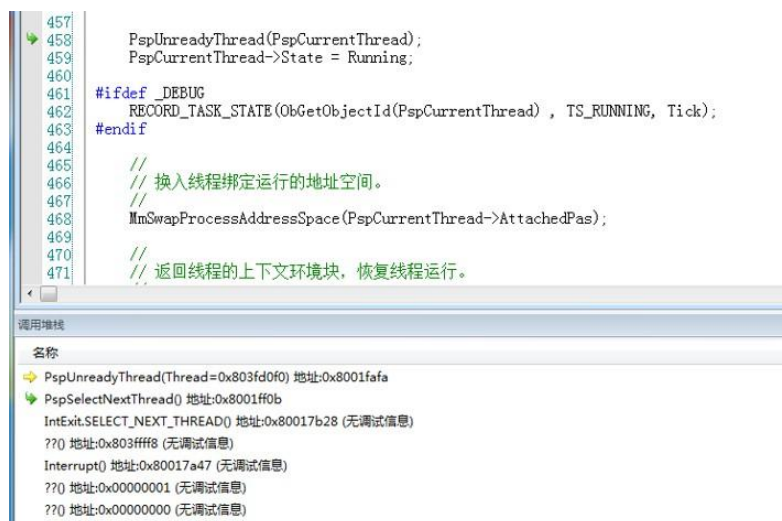 457
458 PspUnreadyThread(PspCurrentThread);
459 PspCurrentThread->State = Running;
460
461 #ifdef _DEBUG
462 RECORD_TASK_STATE(ObGetObjectId(PspCurrentThread) , TS_RUNNING, Tick);
463 #endif
464
465 //
466 // 换入线程绑定运行的地址空间。
467 //
468 MmSwapProcessAddressSpace(PspCurrentThread->AttachedPas);
469
470 //
471 // 返回线程的上下文环境块，恢复线程运行。
调用堆栈
名称
PspUnreadyThread(Thread=0x803fd0f0) 地址:0x8001fafa
PspSelectNextThread() 地址:0x8001ff0b
IntExit.SELECT_NEXT_THREAD() 地址:0x80017b28 (无调试信息)
??() 地址:0x803ffff8 (无调试信息)
Interrupt() 地址:0x80017a47 (无调试信息)
??() 地址:0x00000001 (无调试信息)
??() 地址:0x00000000 (无调试信息)